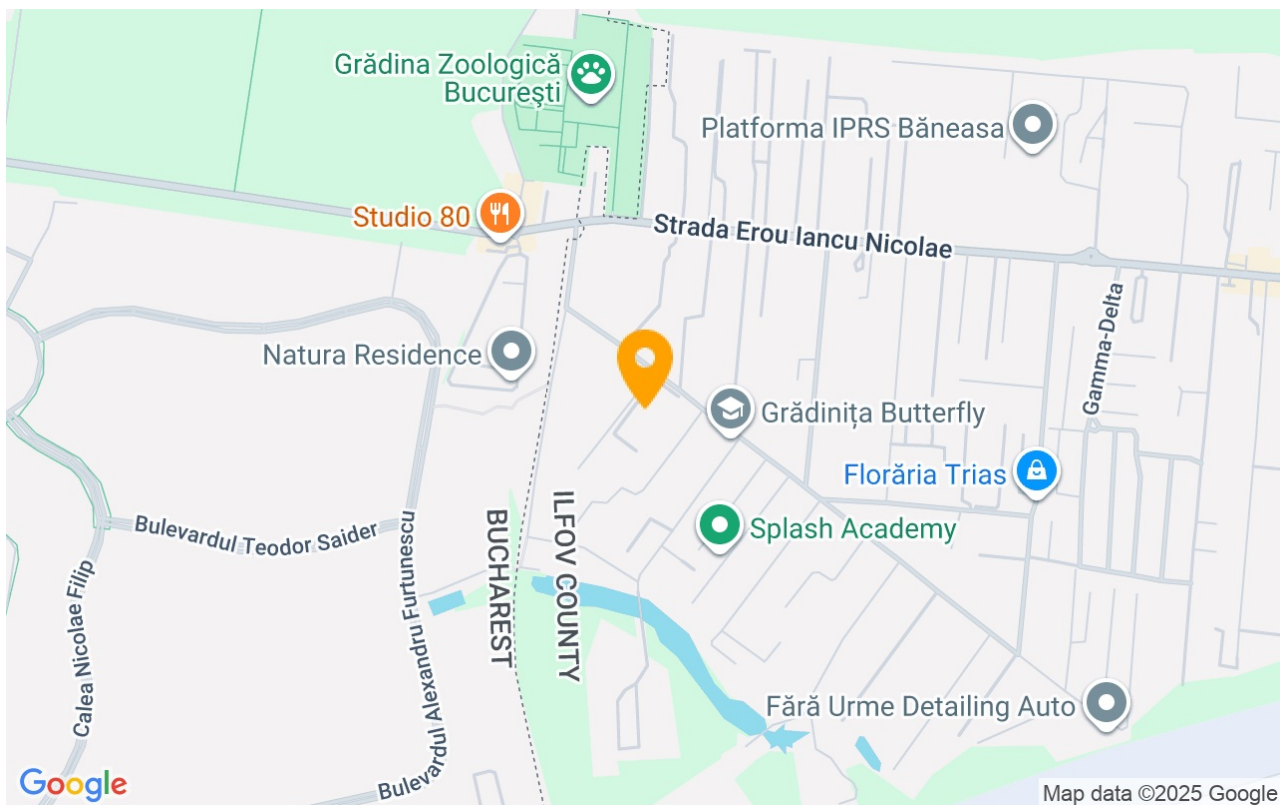 Grădina Zoologică
Bucureşti
Platforma IPRS Băneasa
Studio 80
Strada Erou Iancu Nicolae
Natura Residence
Gamma-Delta
Grădinița Butterfly
Florăria Trias
Bulevardul Teodor Saider
Splash Academy
BUCHAREST
ILFOV COUNTY
Calea Nicolae Filip
Bulevardul Alexandru Furtunescu
Fără Urme Detailing Auto
Google
Map data ©2025 Google